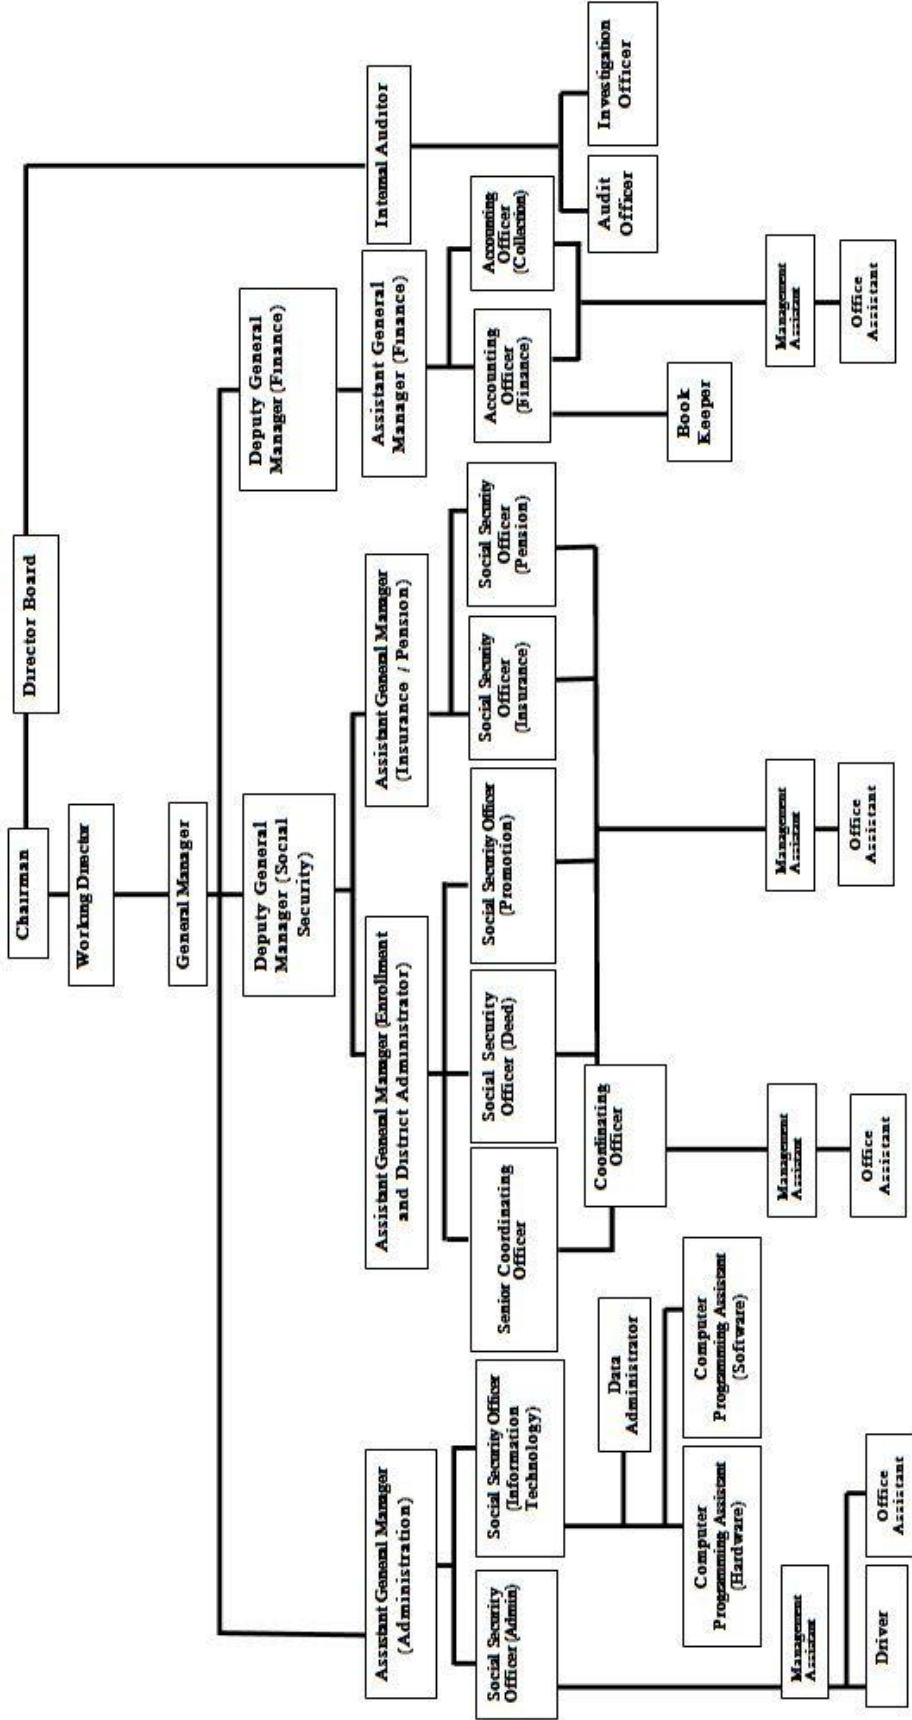 Chairman
Director Board
Working Director
General Manager
Deputy General
Manager (Social
Security)
Deputy General
Manager (Finance)
Assistant General Manager
(Administration)
Assistant General Manager (Enrollment
and District Administrator)
Assistant General Manager
(Insurance / Pension)
Assistant General
Manager (Finance)
Internal Auditor
Social Security
Officer (Admin)
Social Security Officer
(Information
Technology)
Senior Coordinating
Officer
Social Security
Officer (Deed)
Social Security Officer
(Promotion)
Social Security
Officer
(Insurance)
Social Security
Officer
(Pension)
Accounting
Officer
(Finance)
Accounting
Officer
(Collection)
Data
Administrator
Coordinating
Officer
Audit
Officer
Investigation
Officer
Computer
Programming Assistant
(Hardware)
Computer
Programming Assistant
(Software)
Book
Keeper
Management
Assistant
Management
Assistant
Management
Assistant
Management
Assistant
Driver
Office
Assistant
Office
Assistant
Office
Assistant
Office
Assistant